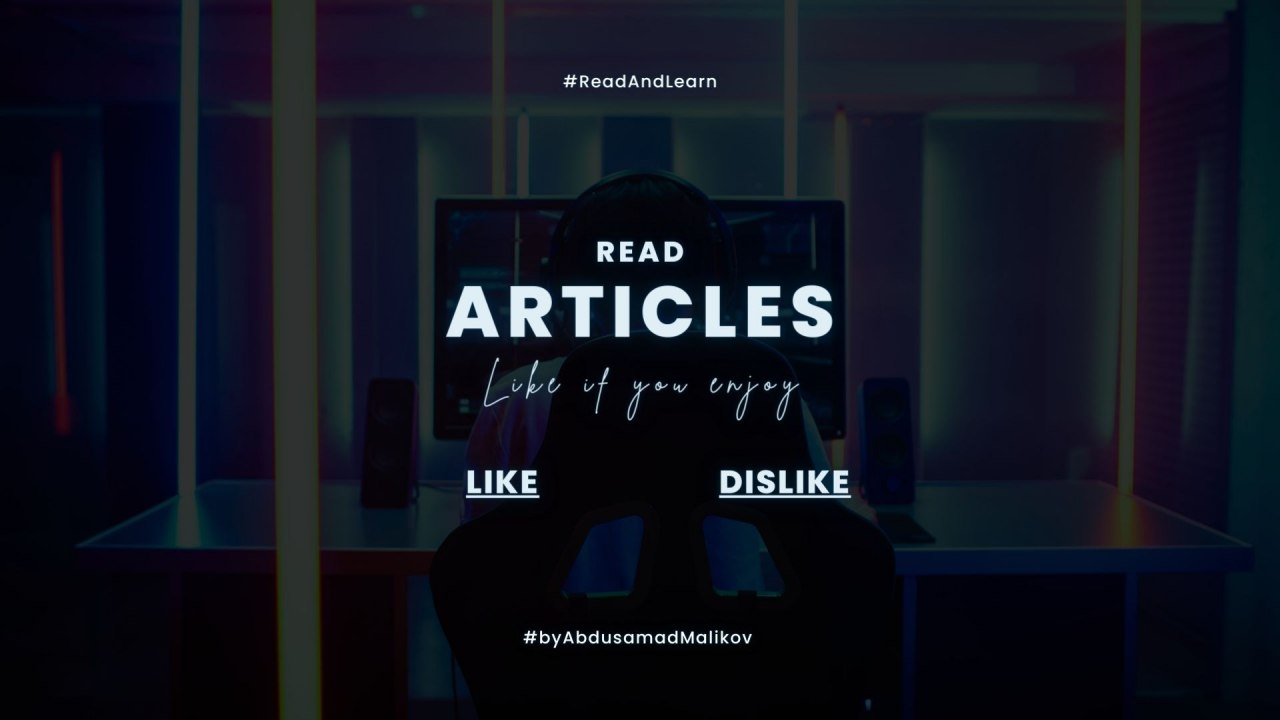 #ReadAndLearn
READ
ARTICLES
Like if you enjoy
LIKE DISLIKE
#byAbdusamadMalikov